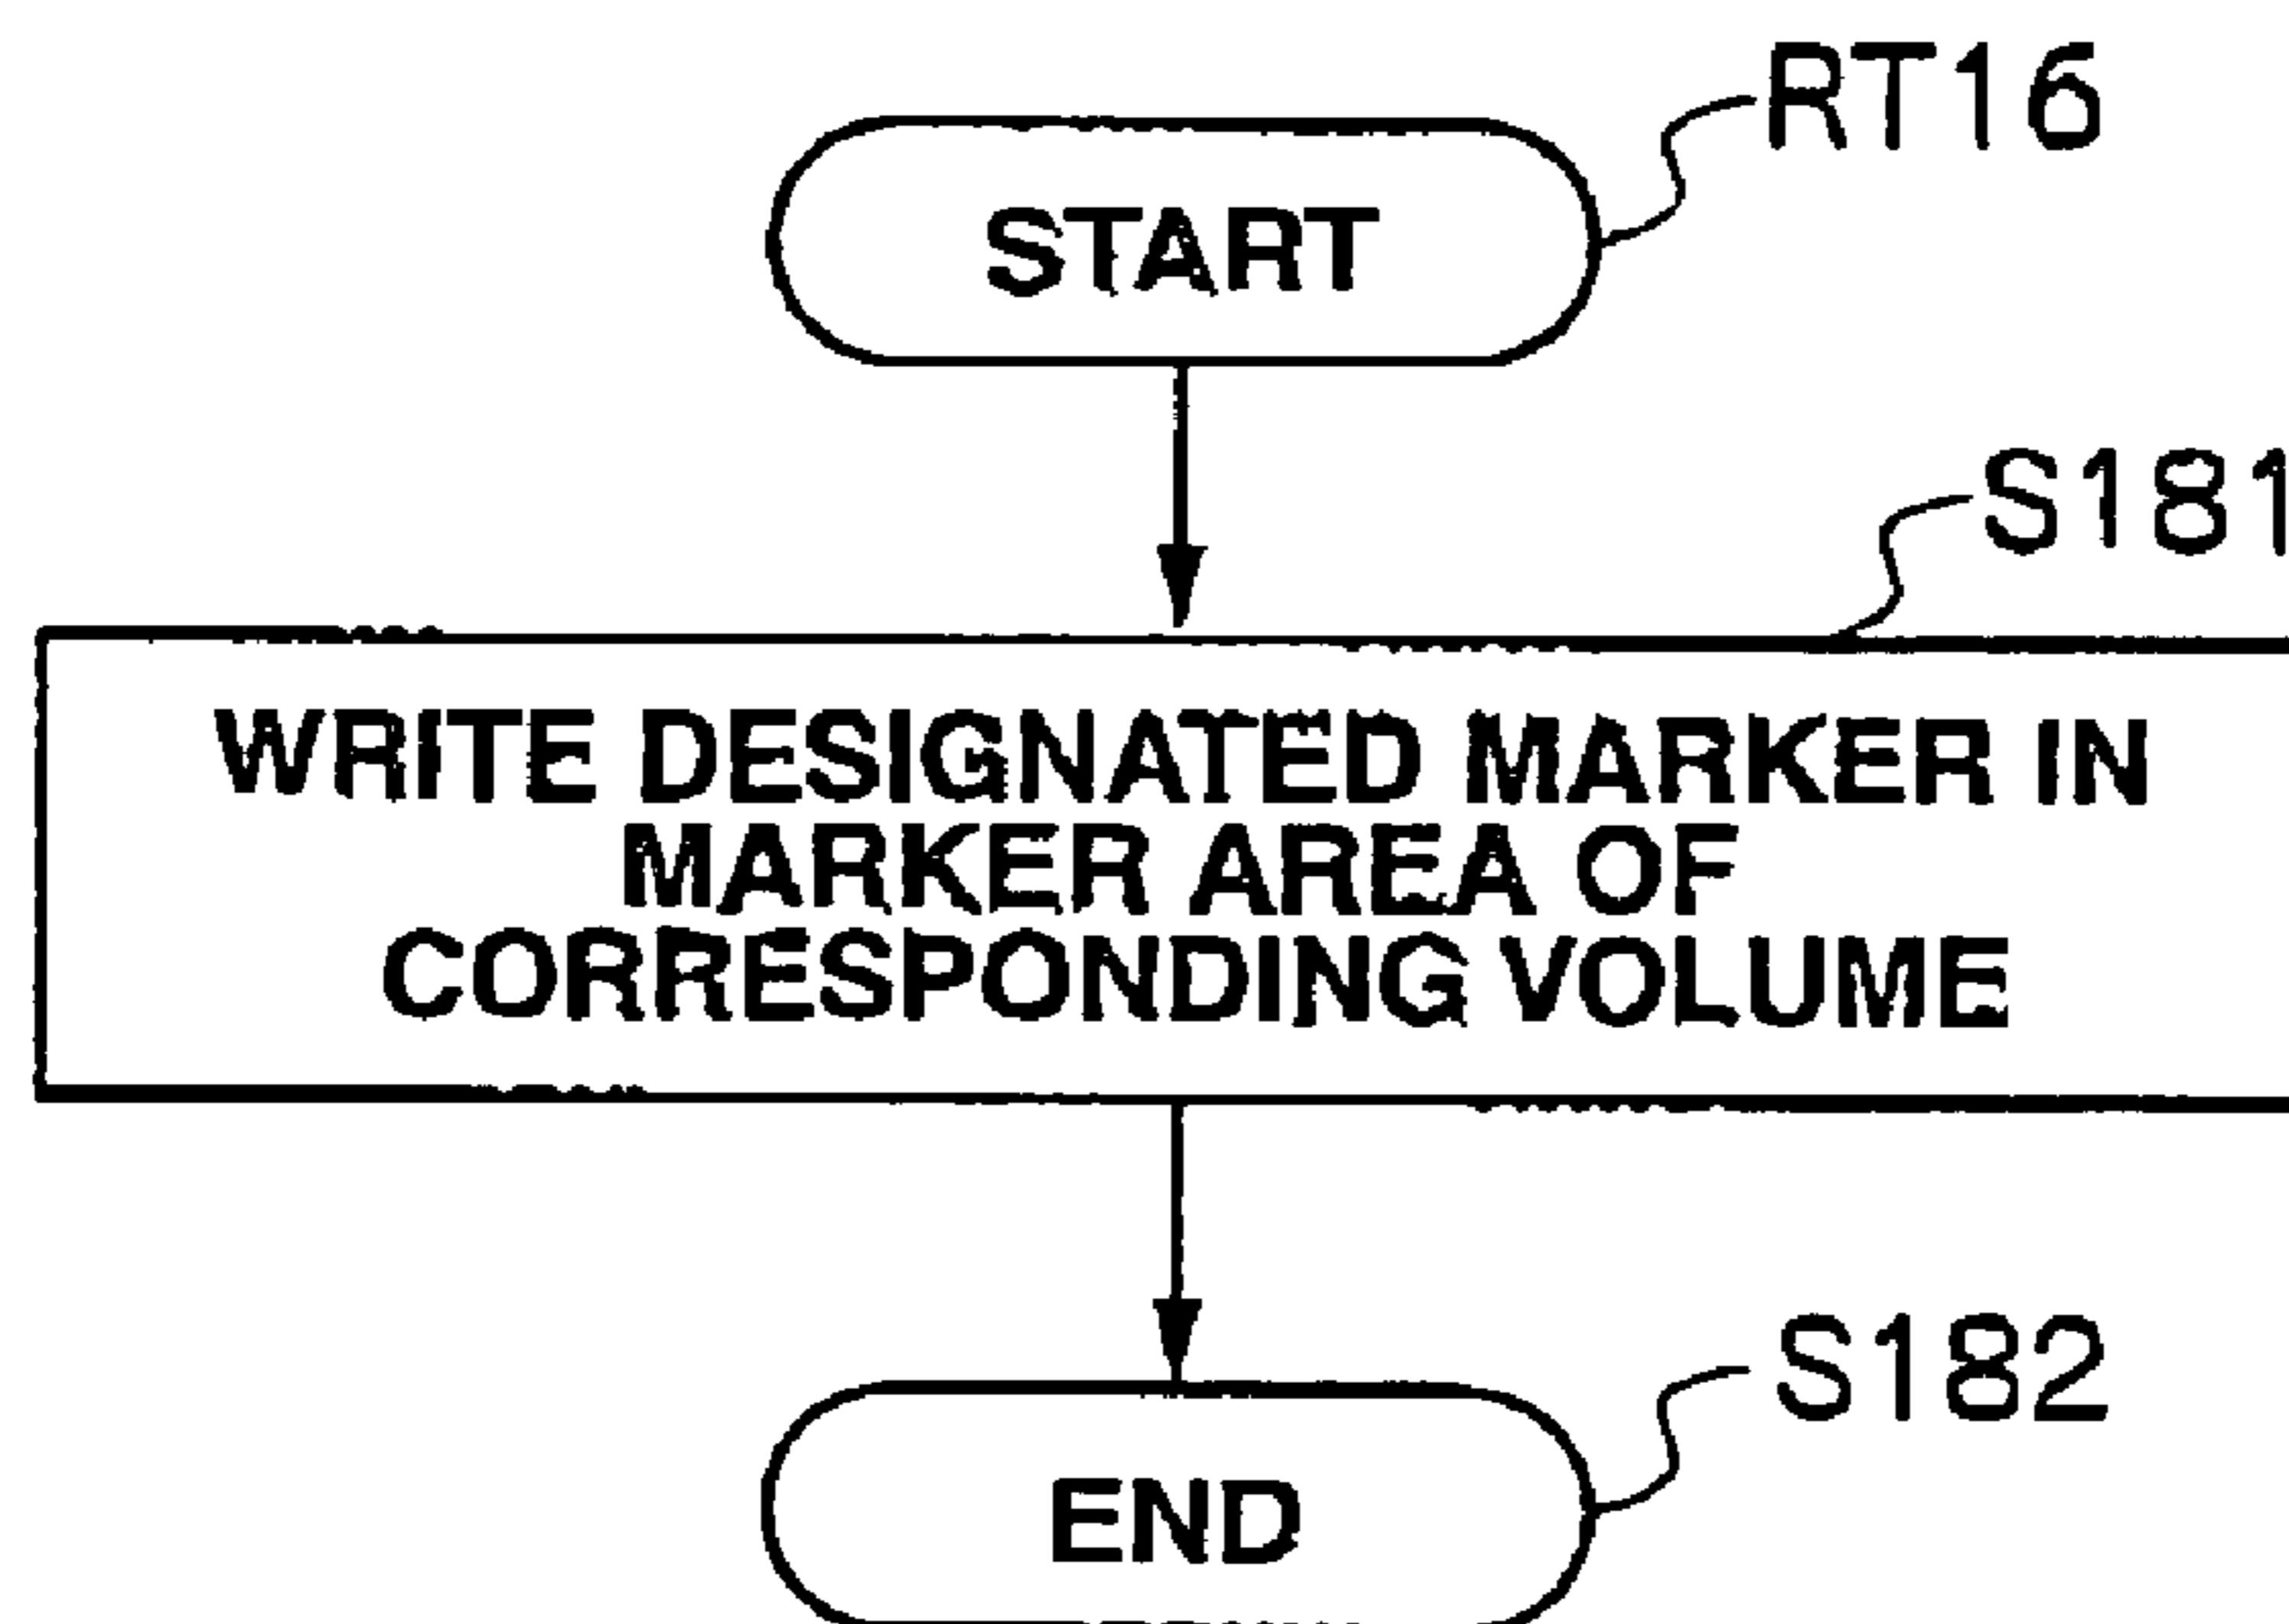 RT16
START
S181
WRITE DESIGNATED MARKER IN
MARKER AREA OF
CORRESPONDING VOLUME
S182
END